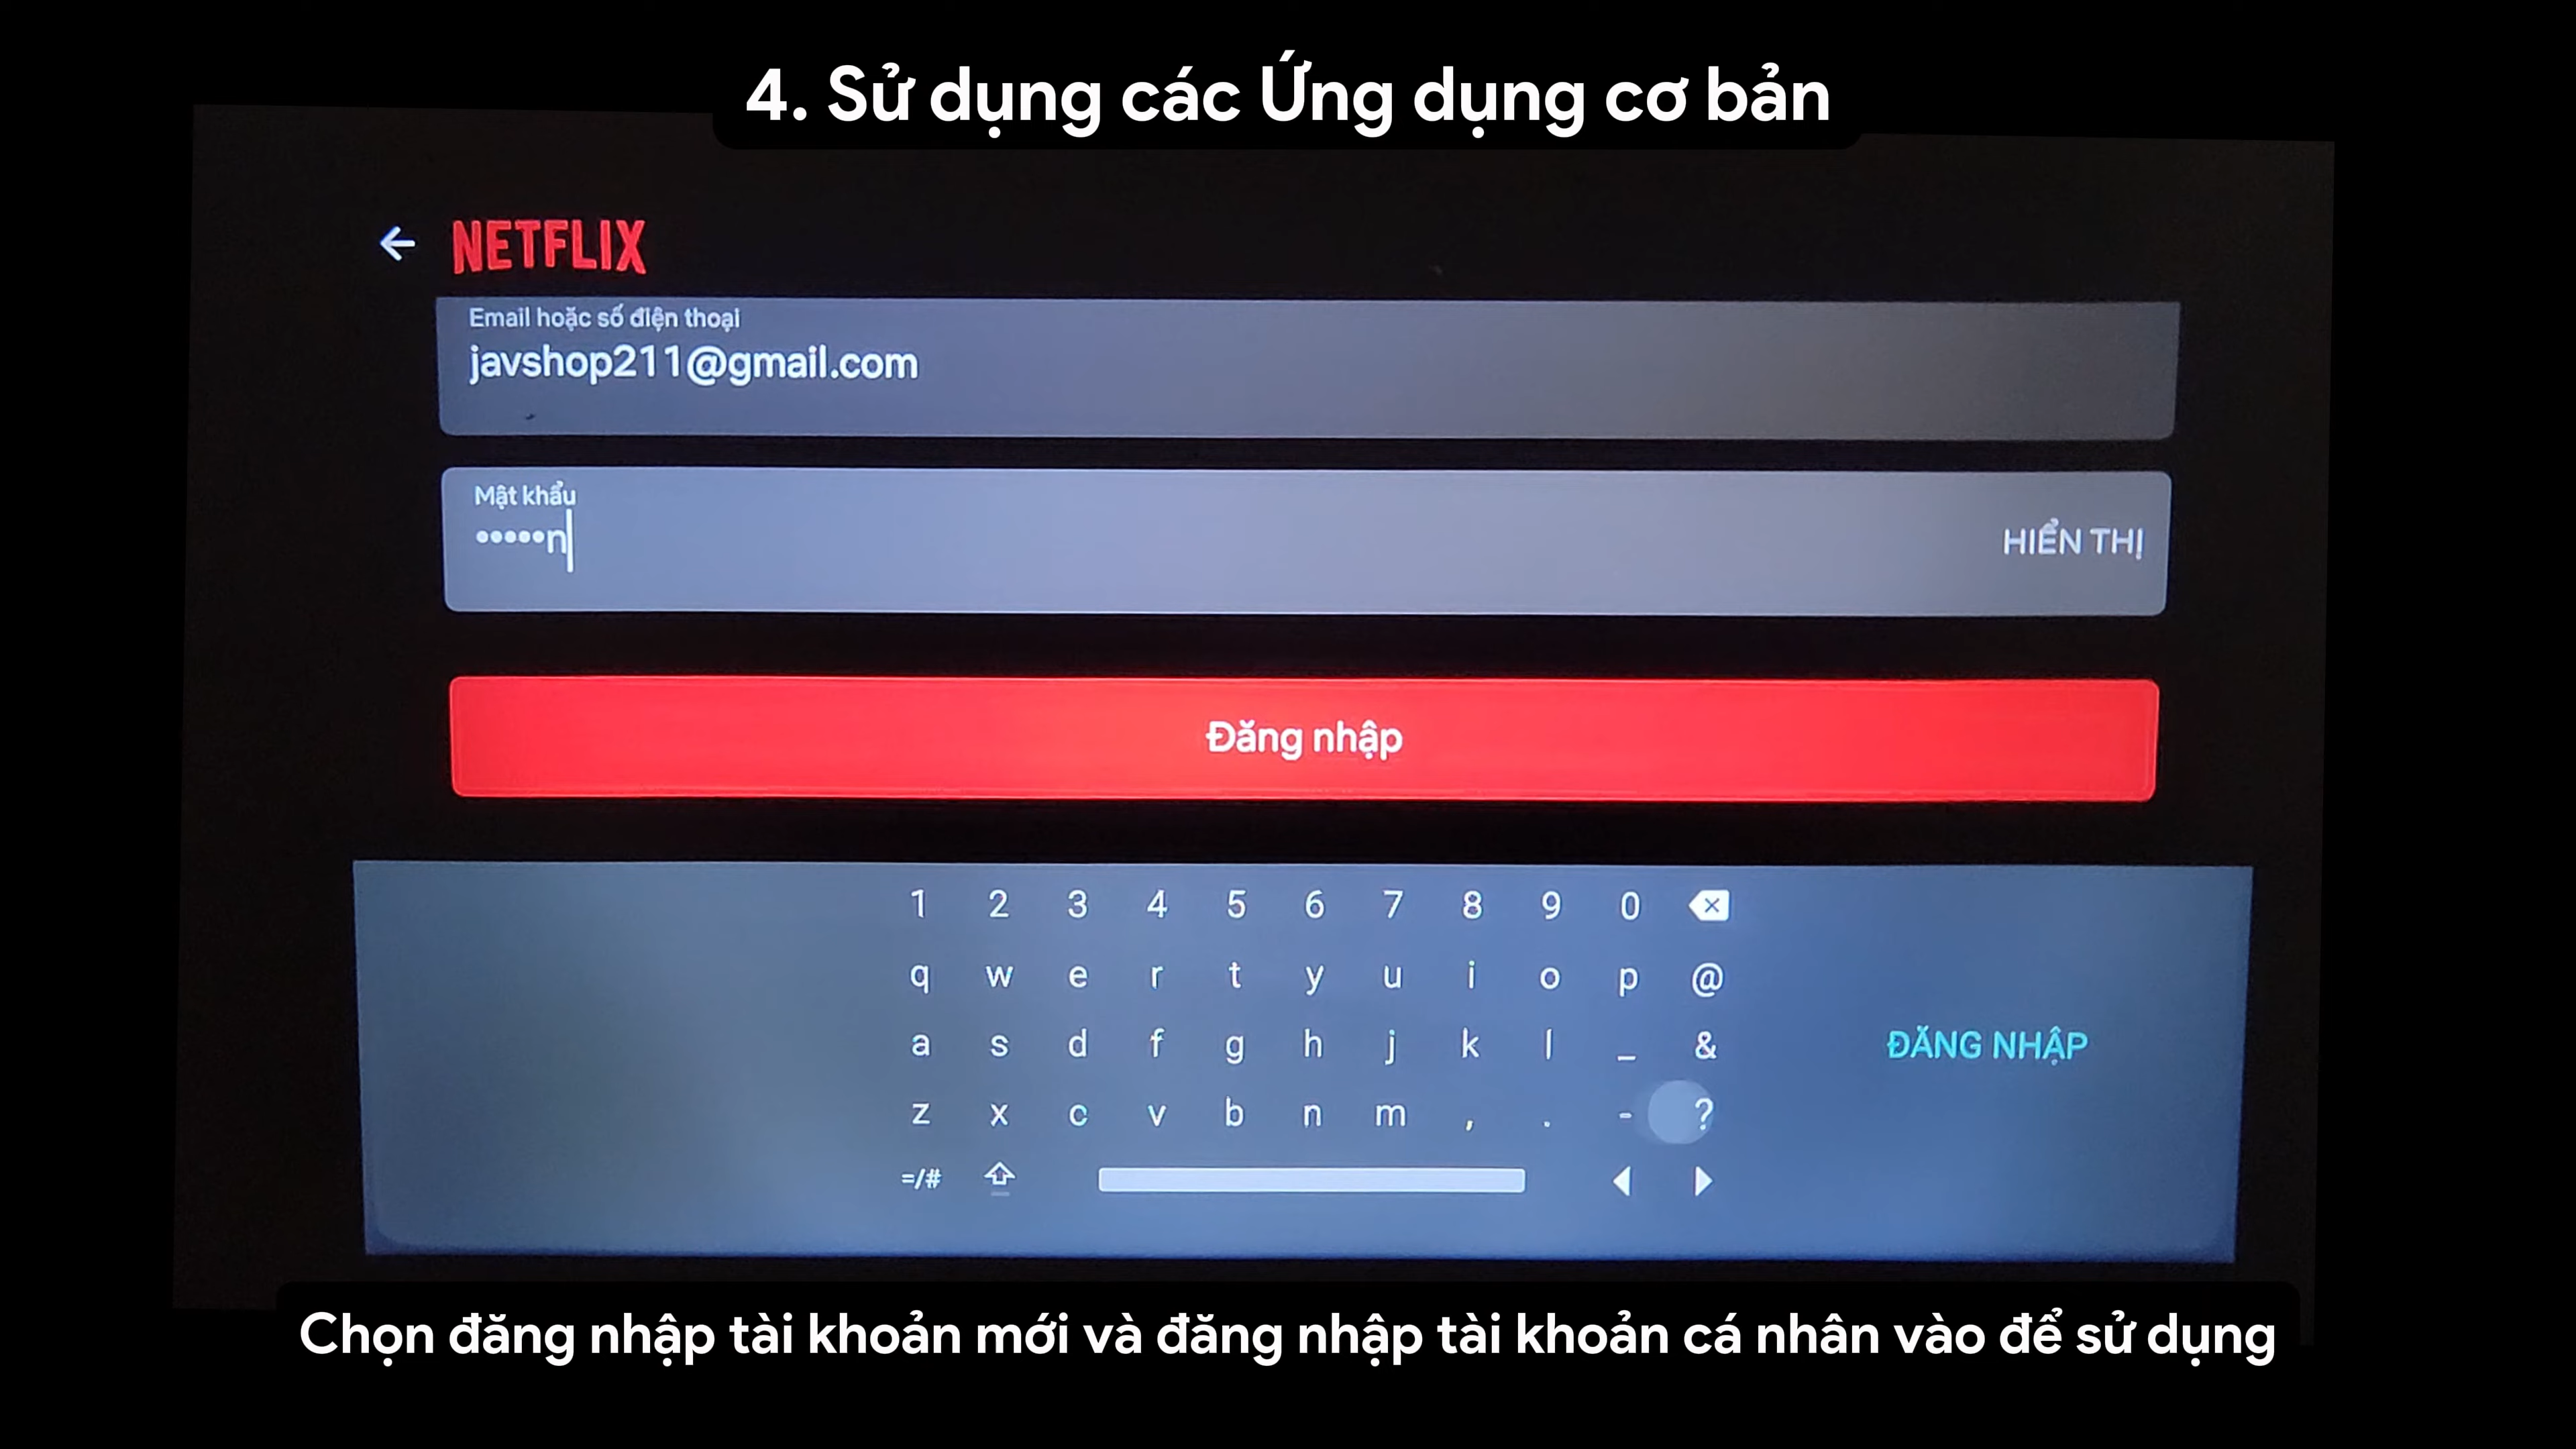 4. Sử dụng các Ứng dụng cơ bản
NETFLIX
Email hoặc số điện thoại
javshop211@gmail.com
Mật khẩu
•••••n
HIỂN THỊ
Đăng nhập
1 2 3 4 5 6 7 8 9 0
q w e r t y u i o p @
a s d f g h j k l _ &
ĐĂNG NHẬP
z x c v b n m , . - ?
=/#
Chọn đăng nhập tài khoản mới và đăng nhập tài khoản cá nhân vào để sử dụng